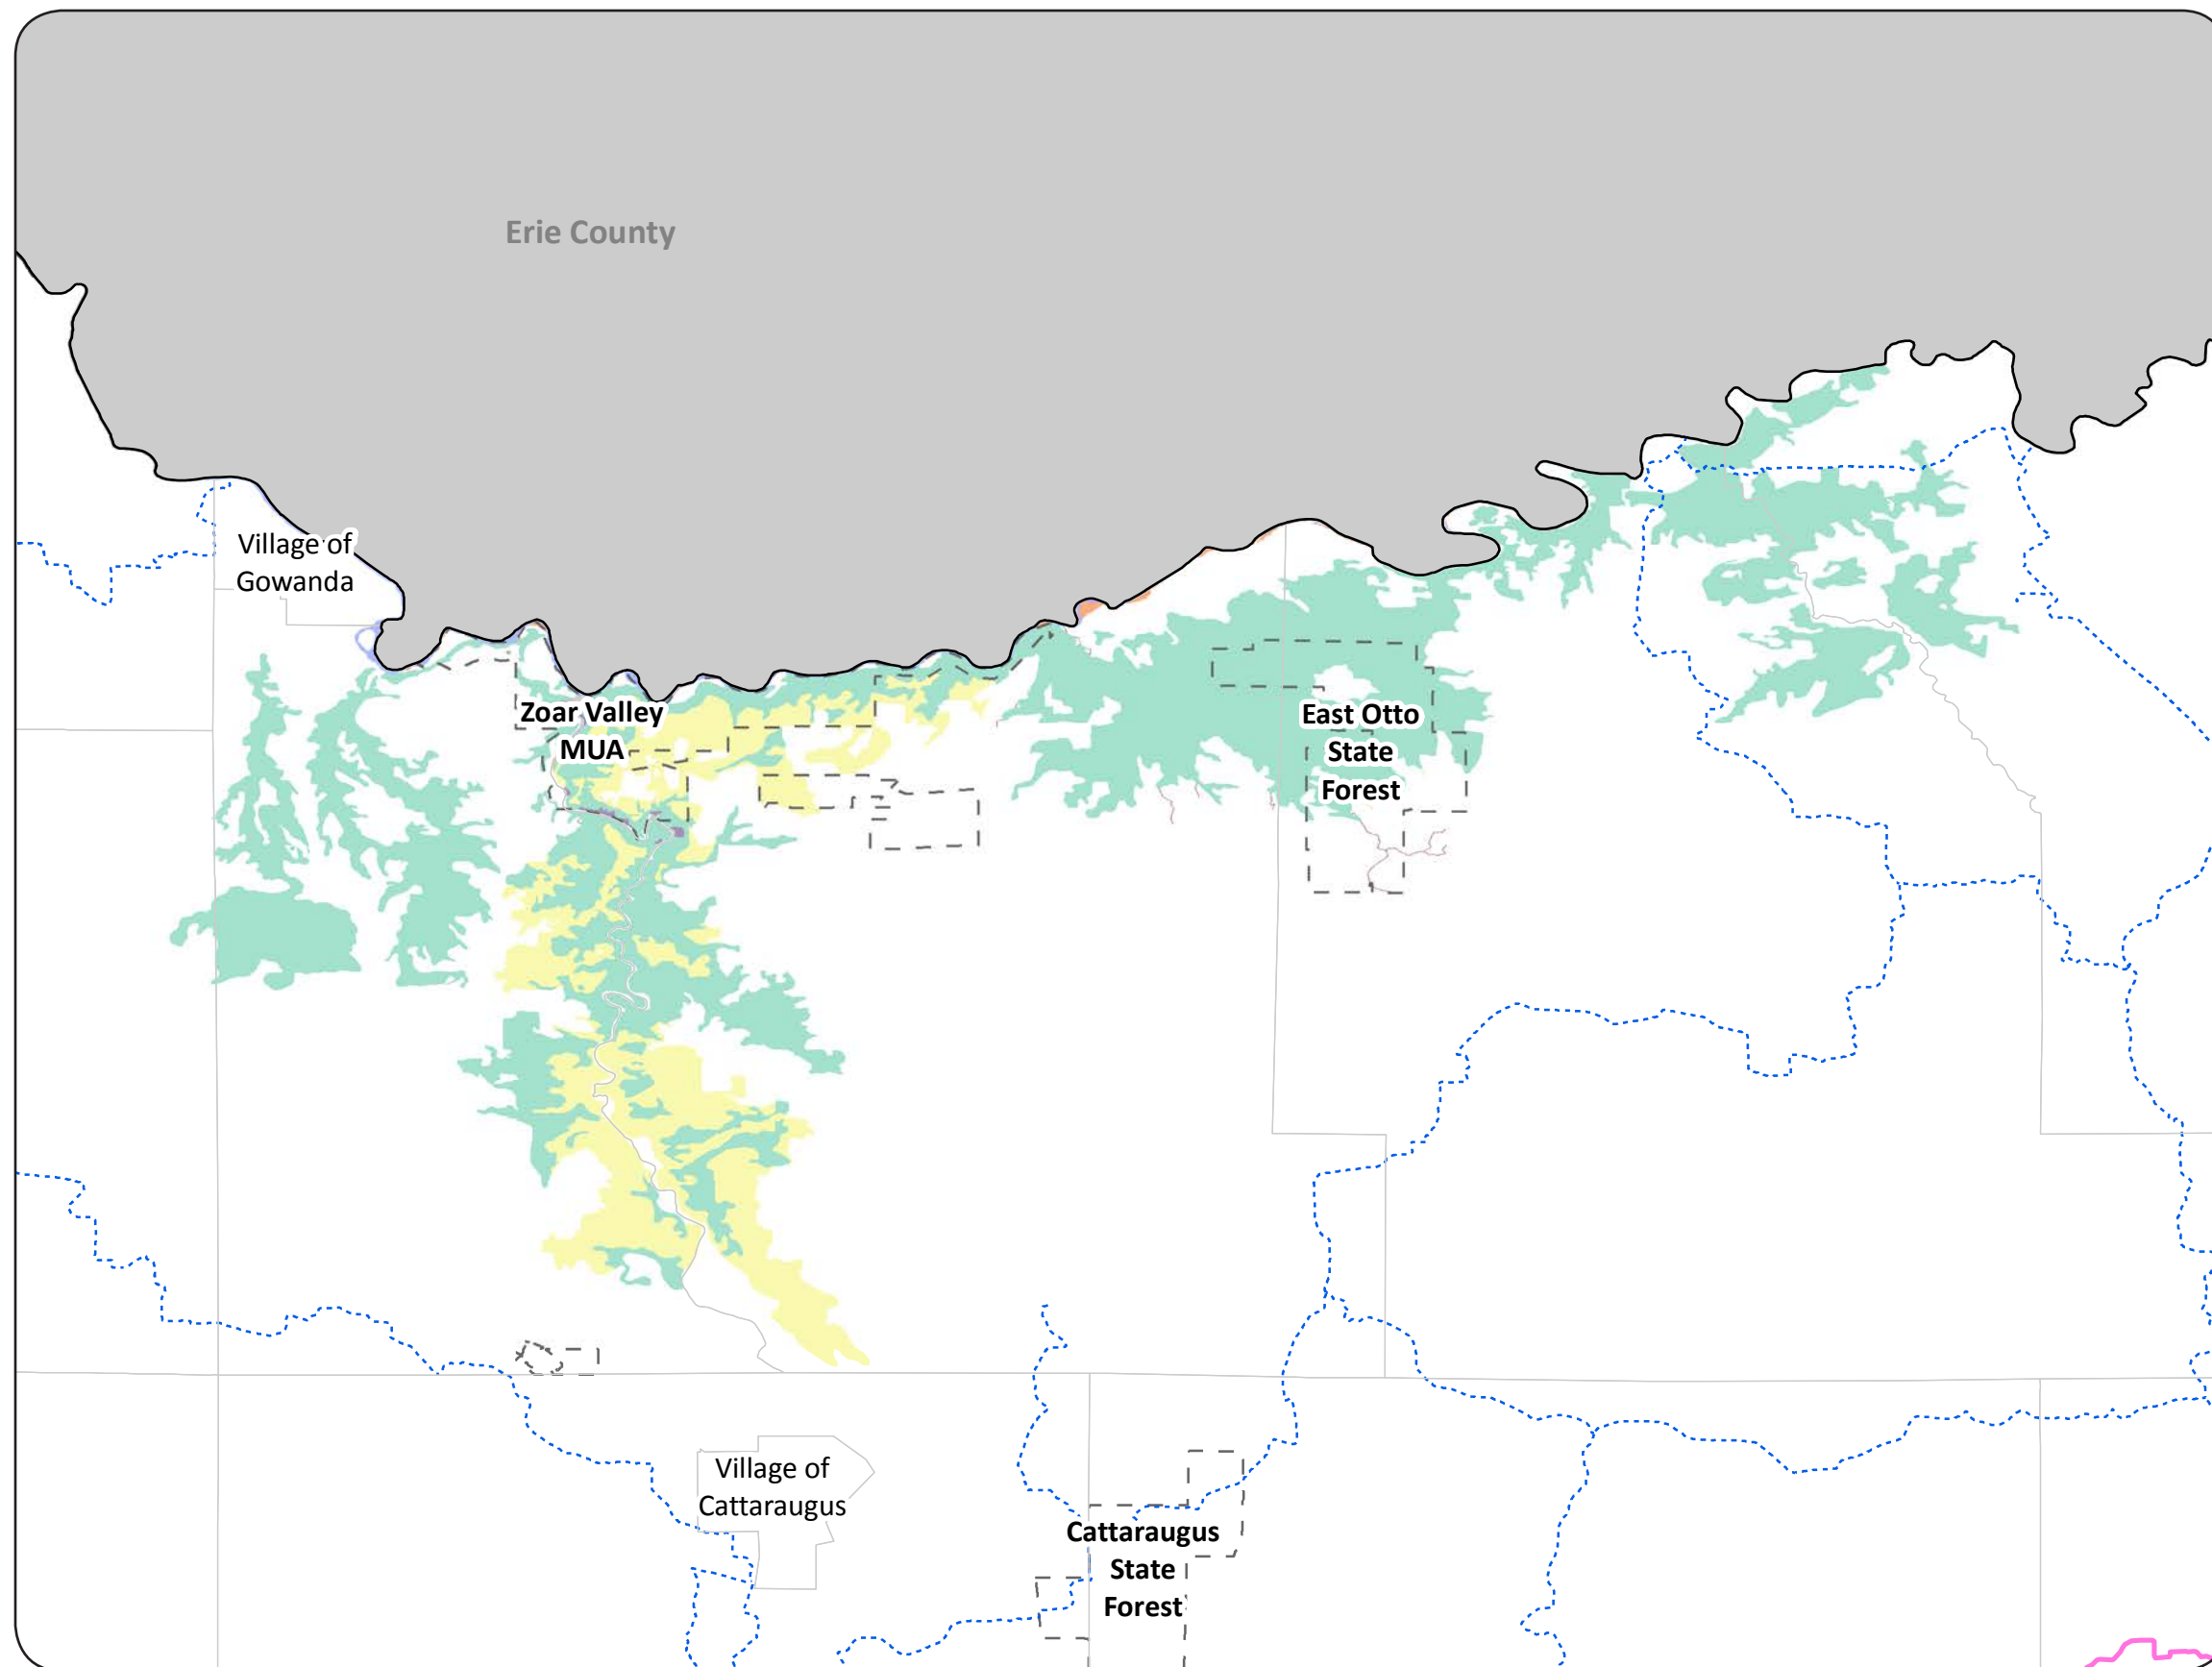 Erie County
Village of
Gowanda
Zoar Valley
MUA
East Otto
State
Forest
Village of
Cattaraugus
Cattaraugus
State
Forest